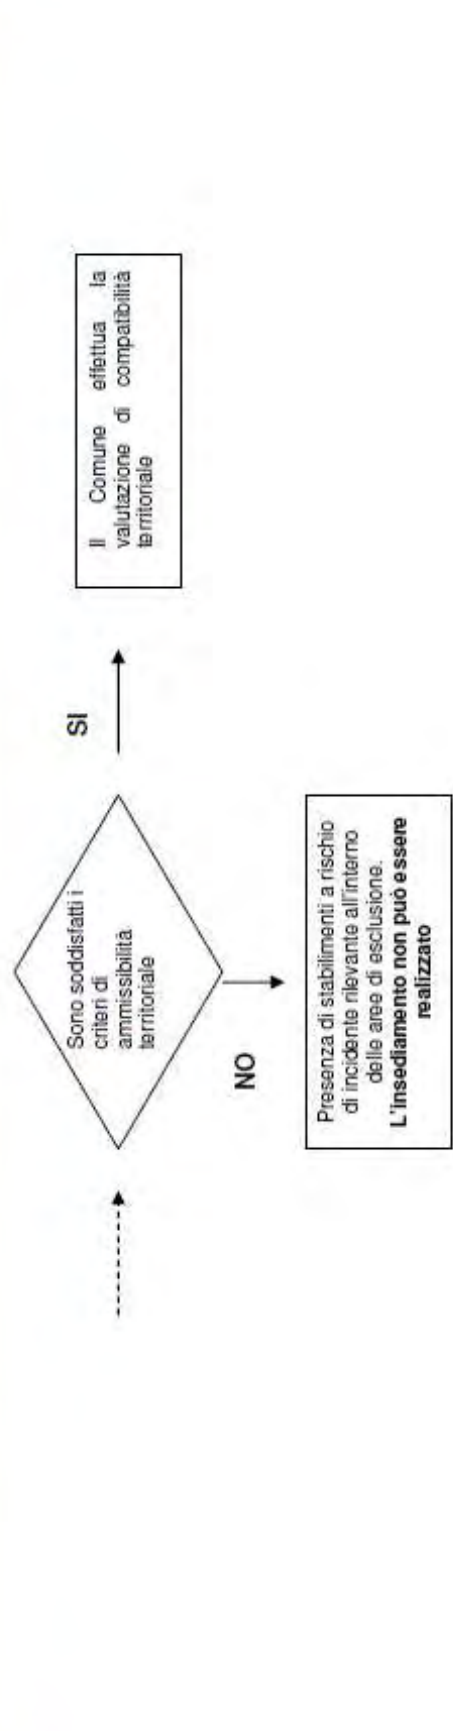 Sono soddisfatti i
criteri di
ammissibilità
territoriale
SI
Il Comune effettua la
valutazione di compatibilità
territoriale
NO
Presenza di stabilimenti a rischio
di incidente rilevante all'interno
delle aree di esclusione.
L'insediamento non può essere
realizzato